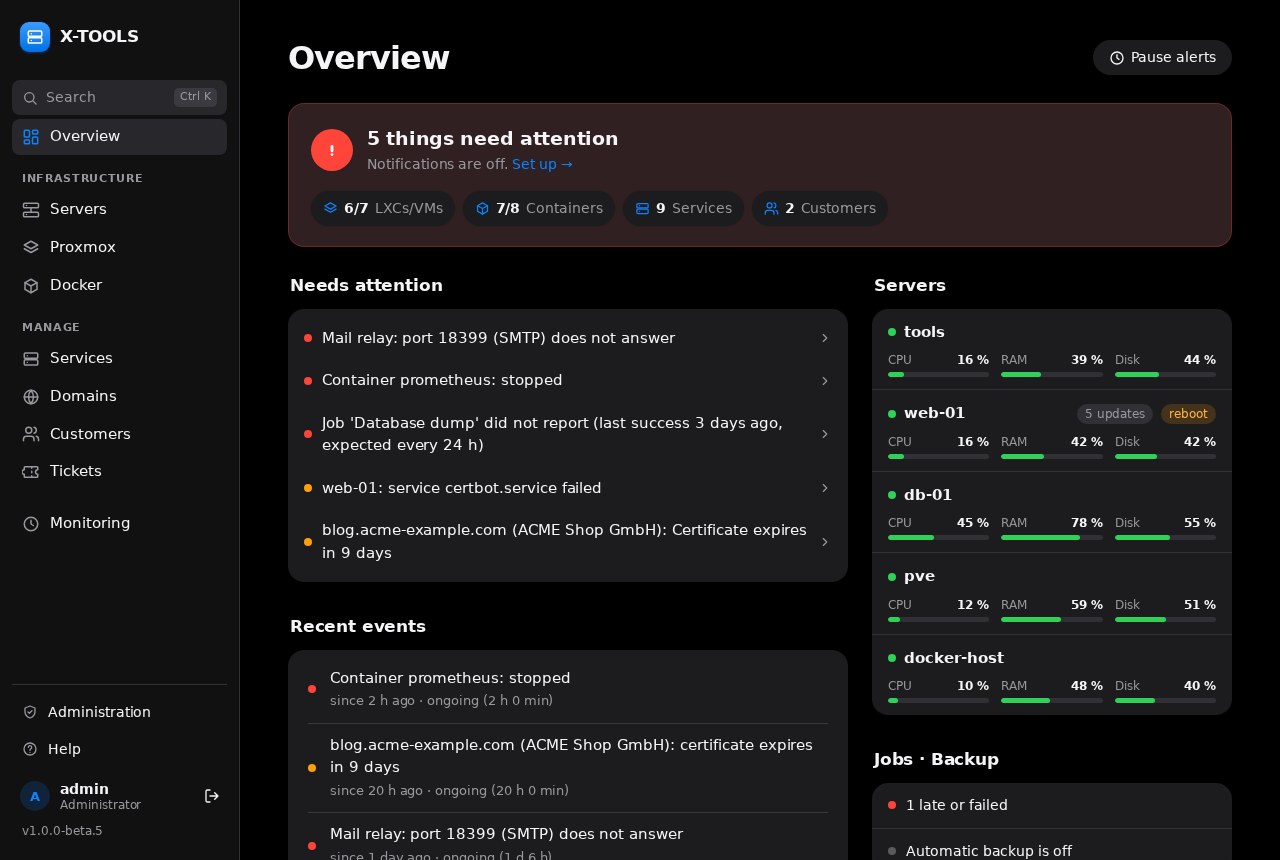 X-TOOLS
Search
Ctrl K
Overview
INFRASTRUCTURE
Servers
Proxmox
Docker
MANAGE
Services
Domains
Customers
Tickets
Monitoring
Administration
Help
A
admin
Administrator
v1.0.0-beta.5
Overview
Pause alerts
5 things need attention
Notifications are off. Set up →
6/7 LXCs/VMs
7/8 Containers
9 Services
2 Customers
Needs attention
Mail relay: port 18399 (SMTP) does not answer
Container prometheus: stopped
Job 'Database dump' did not report (last success 3 days ago,
expected every 24 h)
web-01: service certbot.service failed
blog.acme-example.com (ACME Shop GmbH): Certificate expires
in 9 days
Recent events
Container prometheus: stopped
since 2 h ago · ongoing (2 h 0 min)
blog.acme-example.com (ACME Shop GmbH): certificate expires
in 9 days
since 20 h ago · ongoing (20 h 0 min)
Mail relay: port 18399 (SMTP) does not answer
since 1 day ago · ongoing (1 d 6 h)
Servers
tools
CPU 16 % RAM 39 % Disk 44 %
web-01 5 updates reboot
CPU 16 % RAM 42 % Disk 42 %
db-01
CPU 45 % RAM 78 % Disk 55 %
pve
CPU 12 % RAM 59 % Disk 51 %
docker-host
CPU 10 % RAM 48 % Disk 40 %
Jobs · Backup
1 late or failed
Automatic backup is off